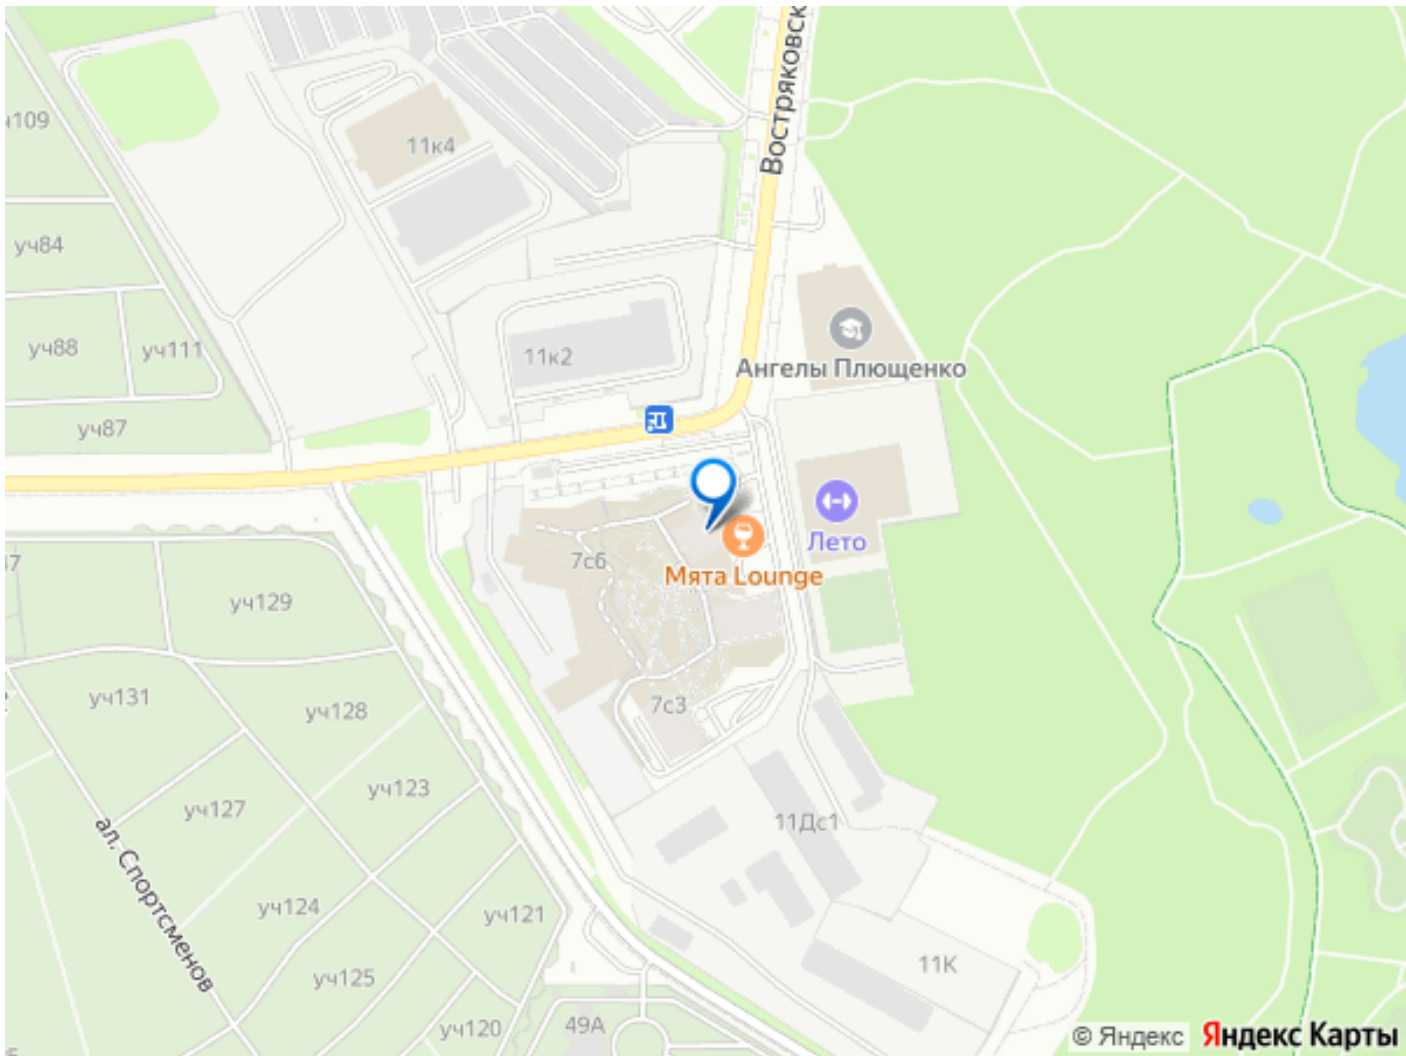 Востряковск
ч109
11к4
уч84
уч88
уч111
11к2
Ангелы Плющенко
уч87
Лето
7с6
Мята Lounge
уч129
уч131
уч128
7с3
уч123
уч127
11Дс1
ал. Спортсменов
уч124
уч121
уч125
11К
уч120
49А
© Яндекс
Яндекс Карты